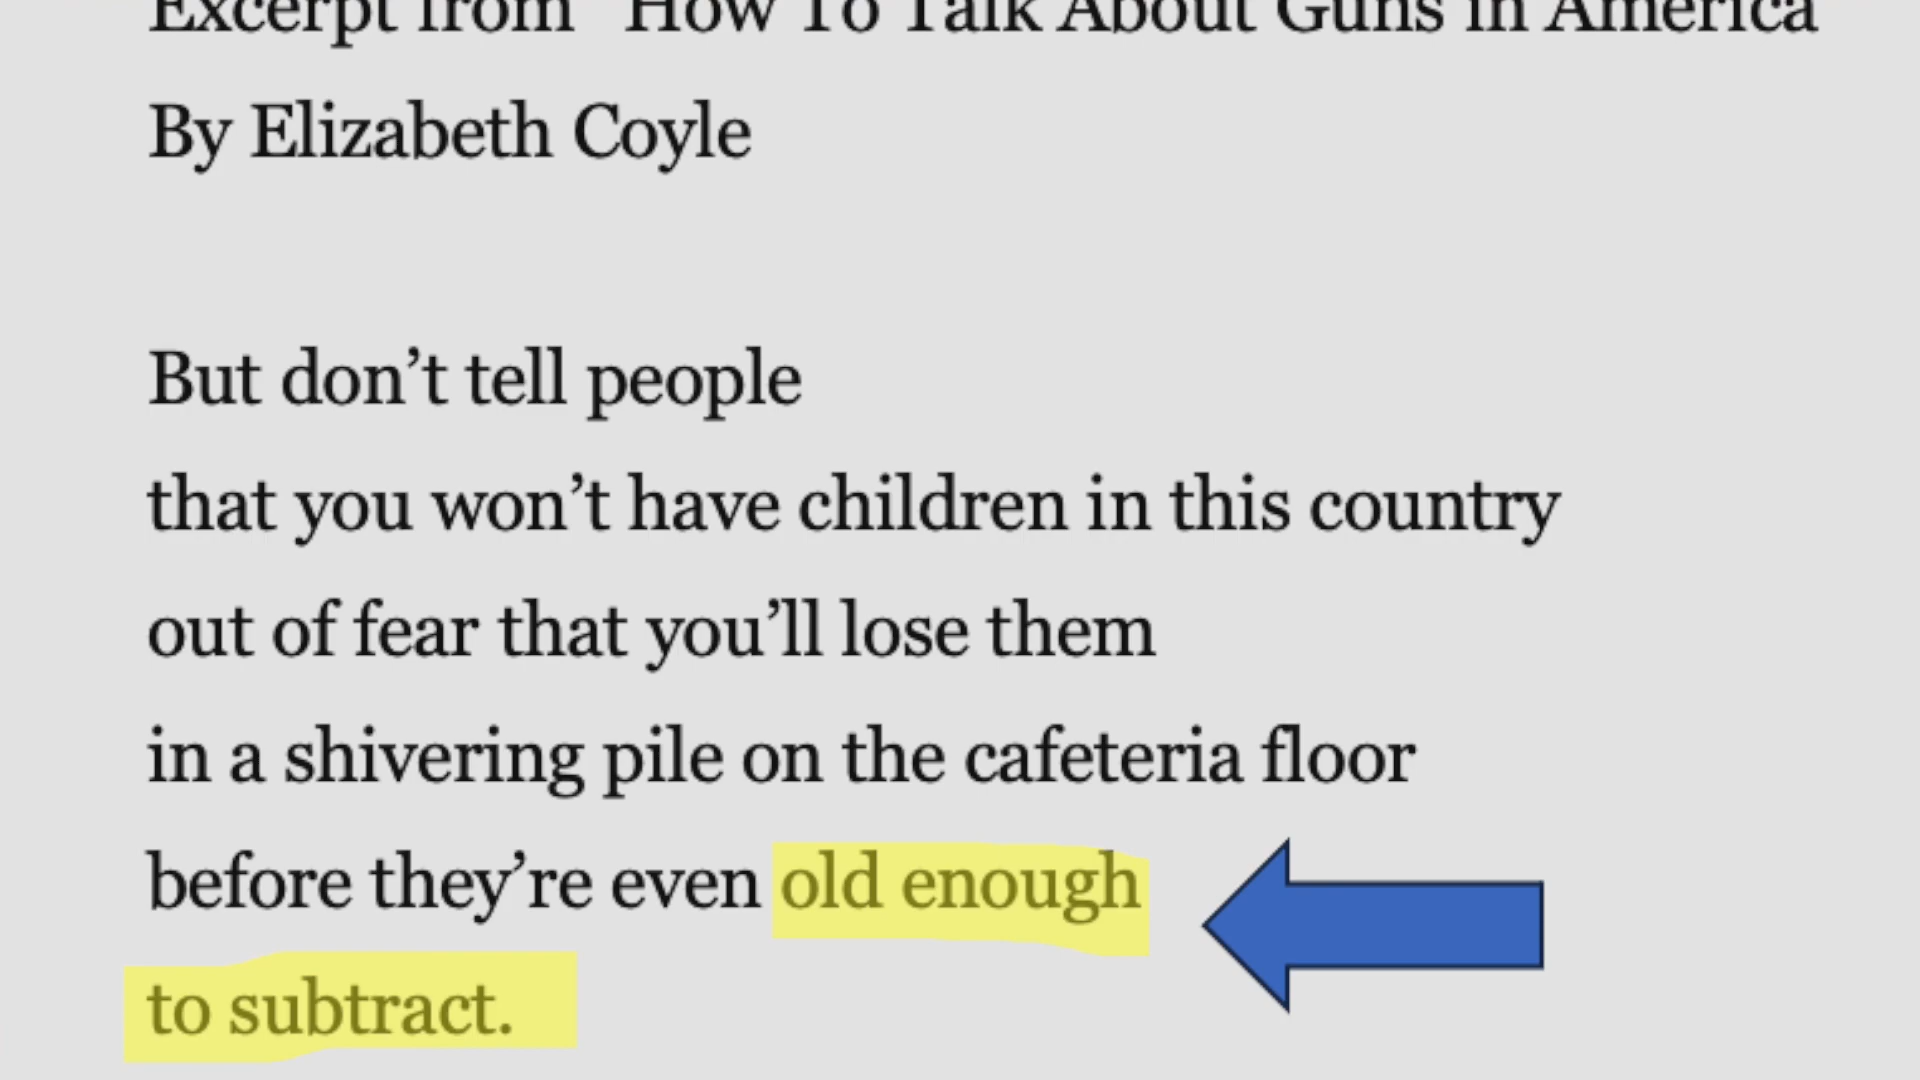 Excerpt from "How To Talk About Guns in America
By Elizabeth Coyle
But don’t tell people
that you won’t have children in this country
out of fear that you’ll lose them
in a shivering pile on the cafeteria floor
before they’re even old enough
to subtract.